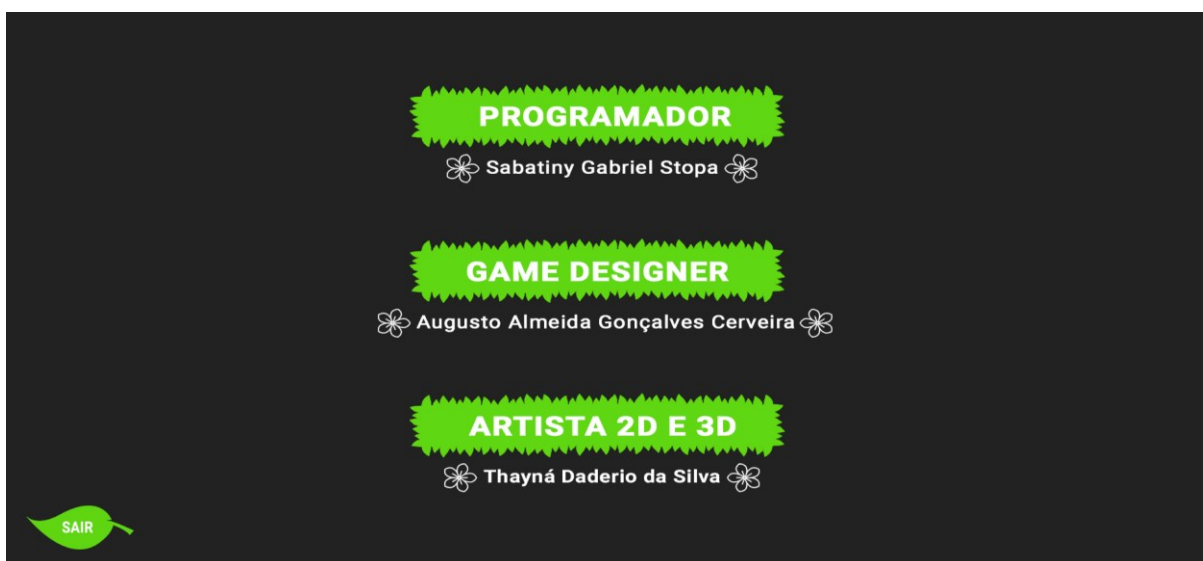 PROGRAMADOR
Sabatiny Gabriel Stopa
GAME DESIGNER
Augusto Almeida Gonçalves Cerveira
ARTISTA 2D E 3D
Thayná Daderio da Silva
SAIR